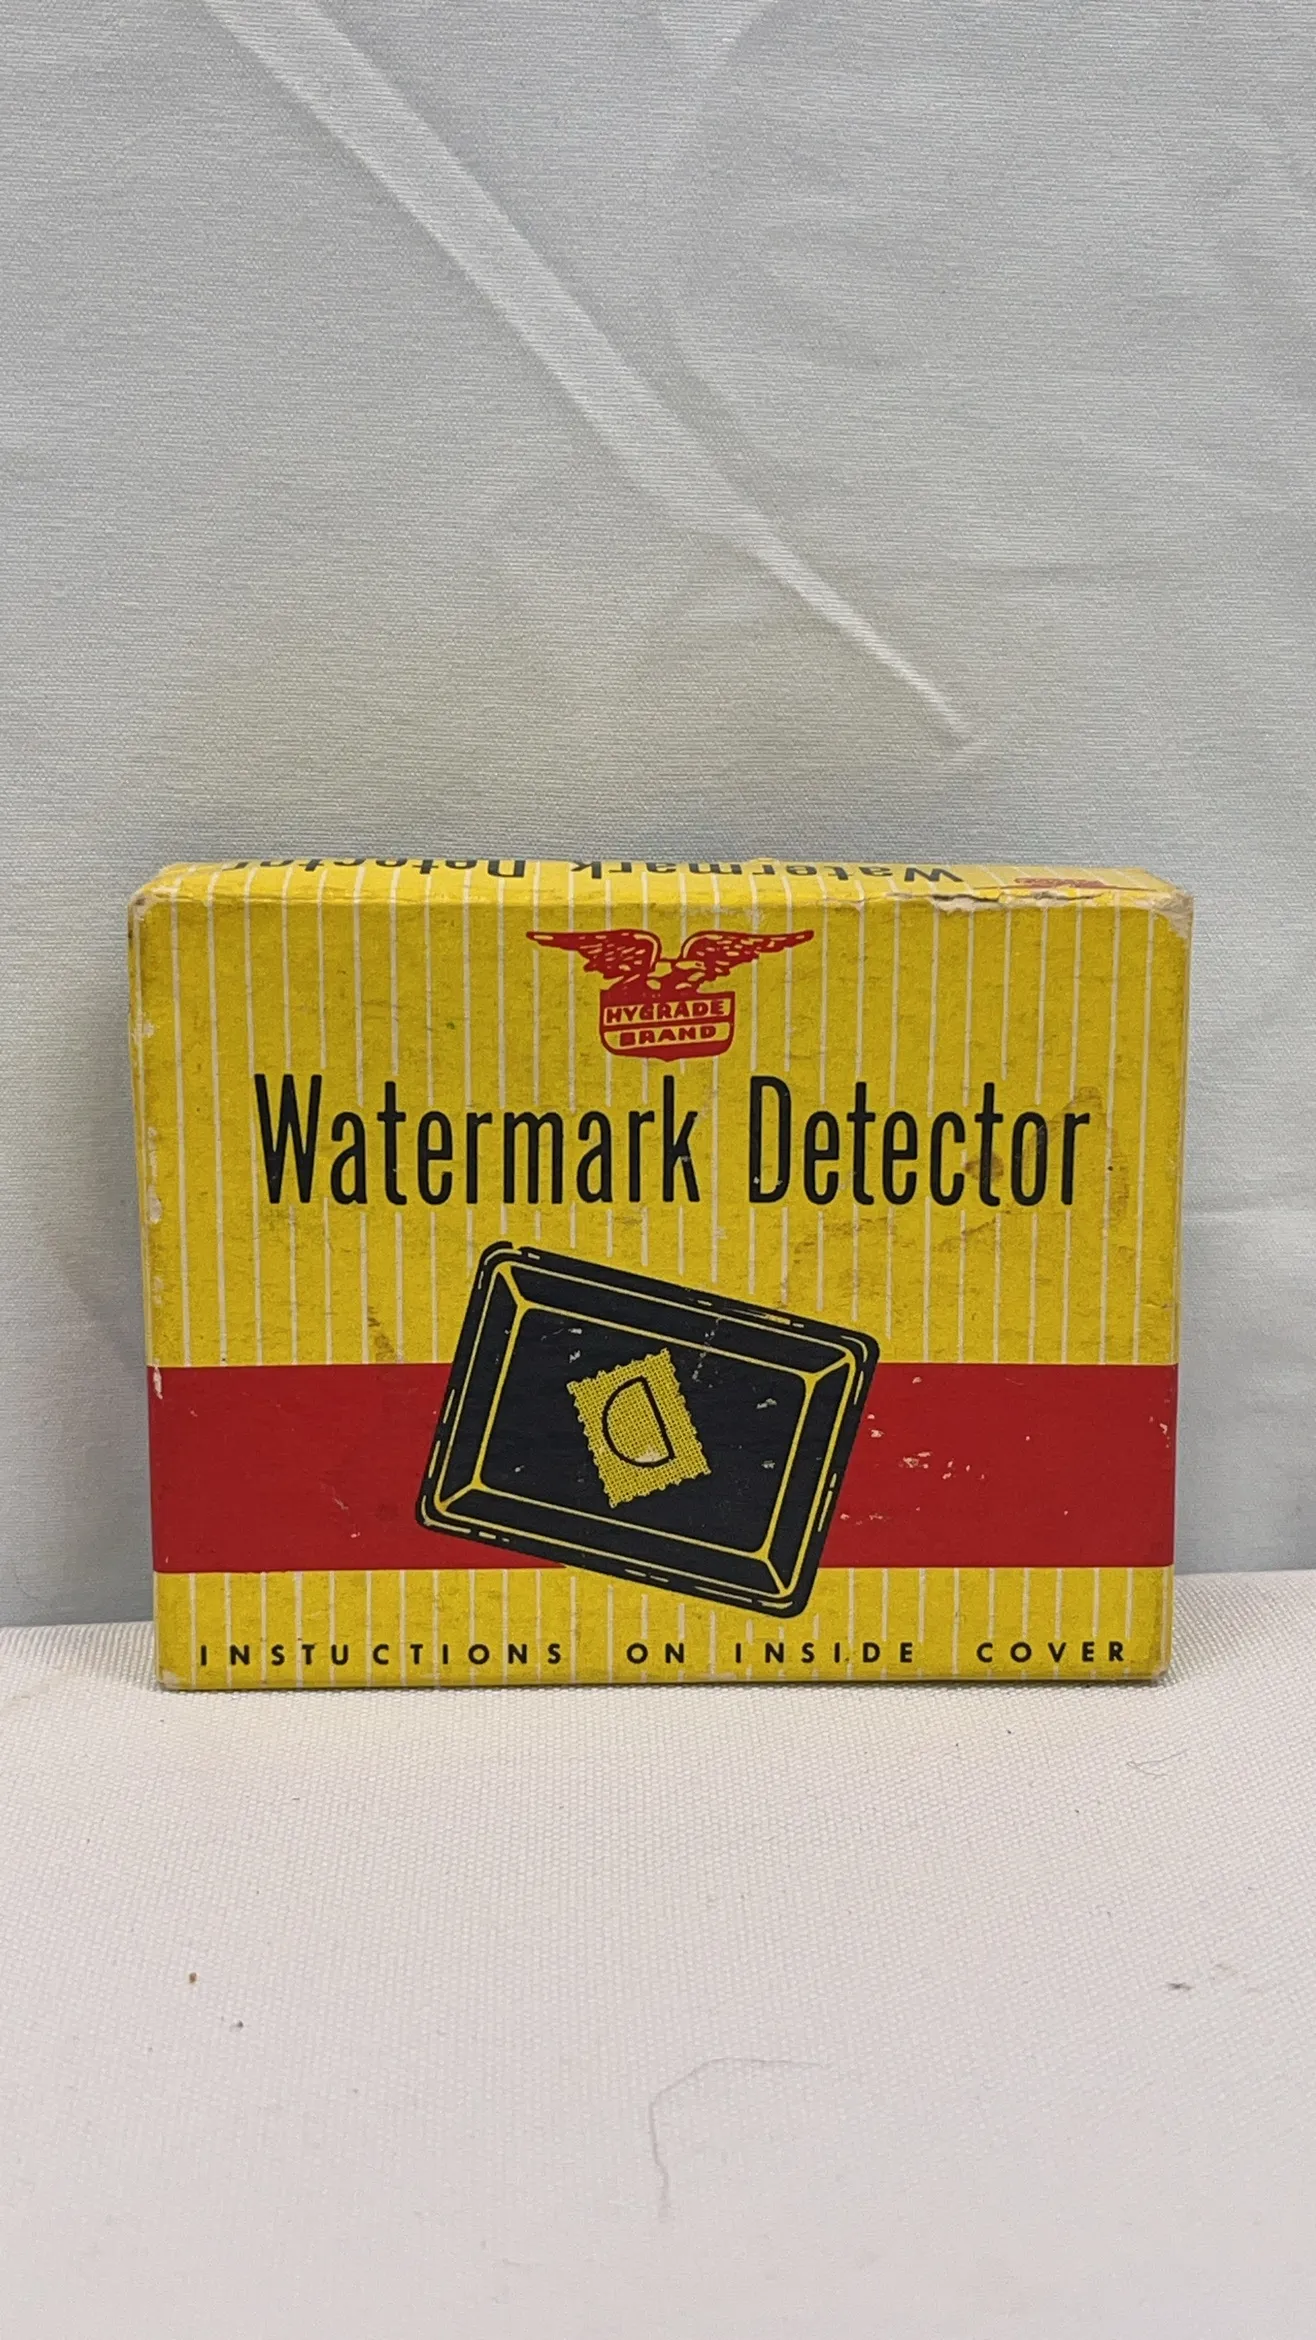 Watermark Detector
HYGRADE
BRAND
Watermark Detector
INSTUCTIONS ON INSIDE COVER